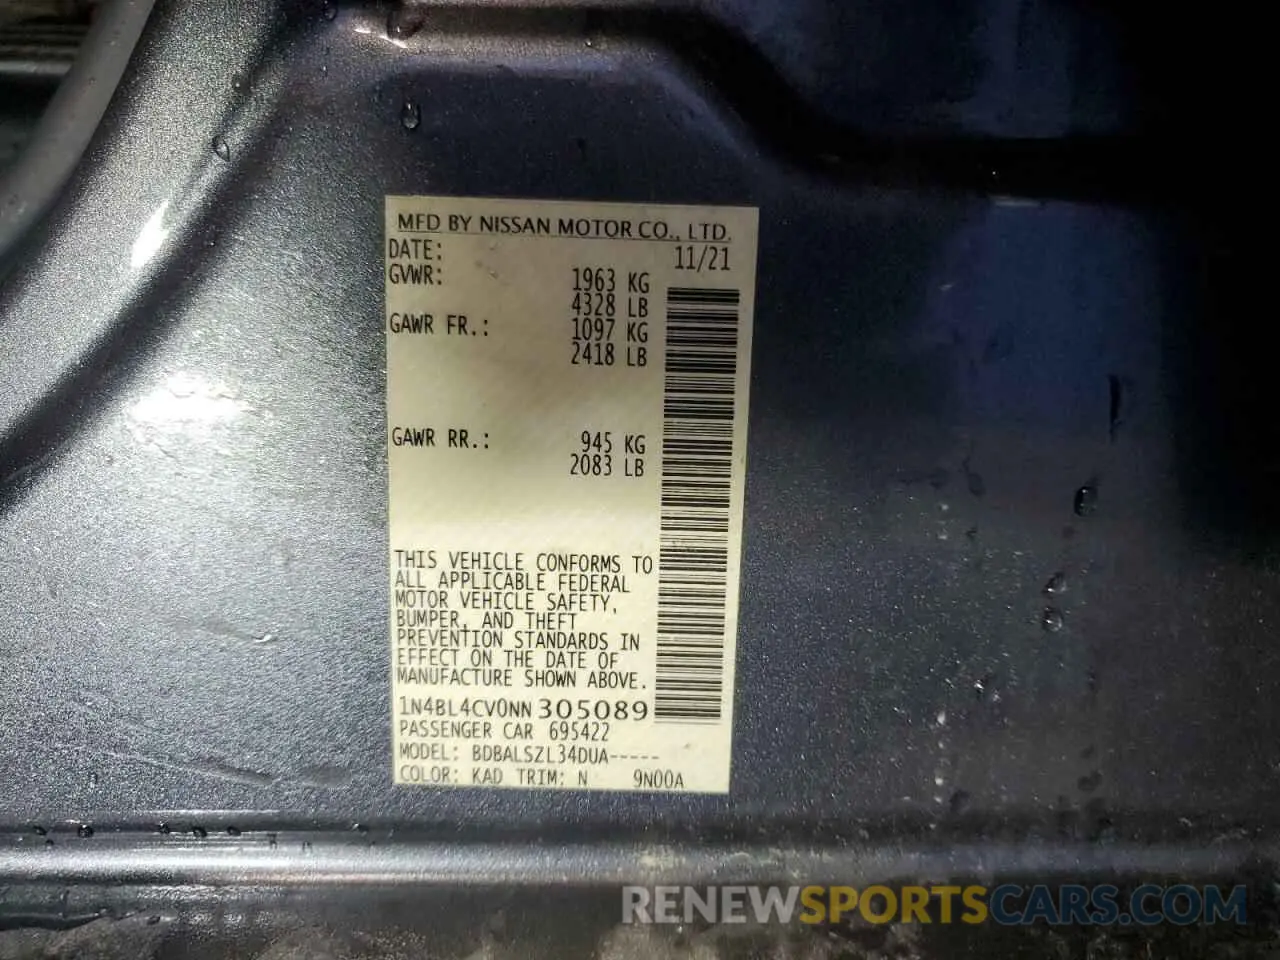 MFD BY NISSAN MOTOR CO., LTD.
DATE: 11/21
GVWR: 1963 KG
4328 LB
GAWR FR.: 1097 KG
2418 LB
GAWR RR.: 945 KG
2083 LB
THIS VEHICLE CONFORMS TO
ALL APPLICABLE FEDERAL
MOTOR VEHICLE SAFETY,
BUMPER, AND THEFT
PREVENTION STANDARDS IN
EFFECT ON THE DATE OF
MANUFACTURE SHOWN ABOVE.
1N4BL4CV0NN305089
PASSENGER CAR 695422
MODEL: BDBALSZL34DUA-----
COLOR: KAD TRIM: N 9N00A
RENEWSPORTSCARS.COM